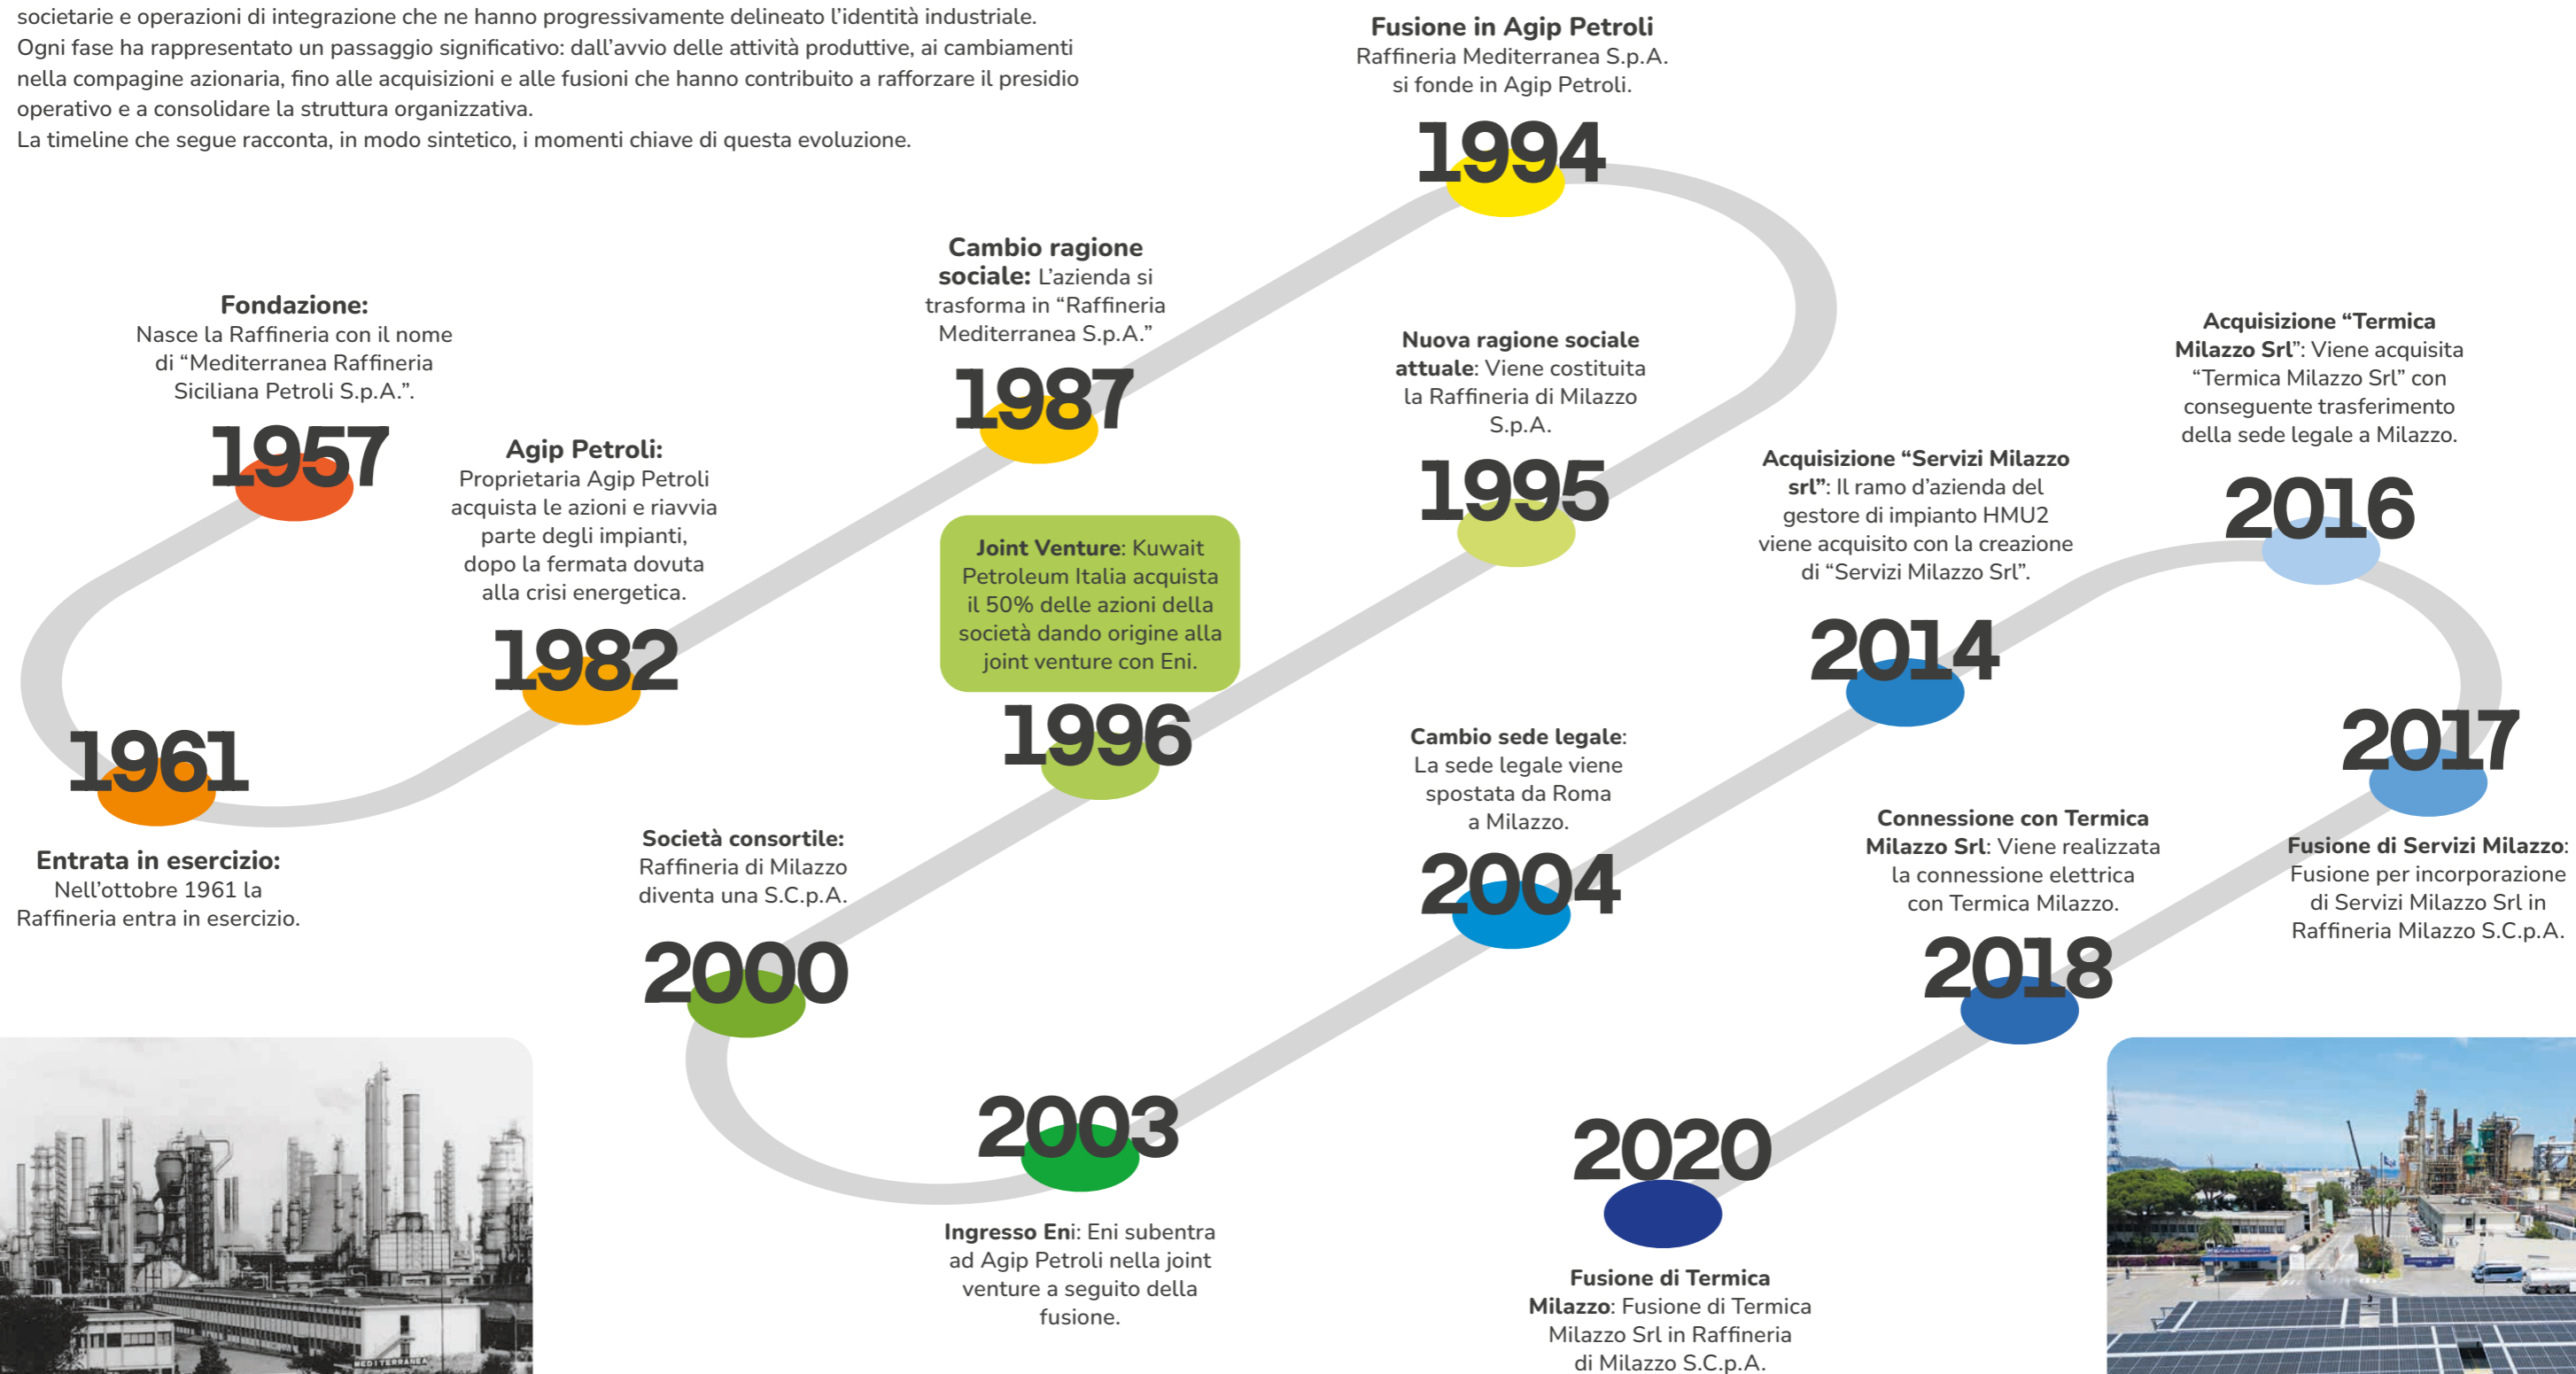 societarie e operazioni di integrazione che ne hanno progressivamente delineato l’identità industriale.
Ogni fase ha rappresentato un passaggio significativo: dall’avvio delle attività produttive, ai cambiamenti
nella compagine azionaria, fino alle acquisizioni e alle fusioni che hanno contribuito a rafforzare il presidio
operativo e a consolidare la struttura organizzativa.
La timeline che segue racconta, in modo sintetico, i momenti chiave di questa evoluzione.
Fondazione:
Nasce la Raffineria con il nome
di “Mediterranea Raffineria
Siciliana Petroli S.p.A.”.
1957
1961
Entrata in esercizio:
Nell’ottobre 1961 la
Raffineria entra in esercizio.
Agip Petroli:
Proprietaria Agip Petroli
acquista le azioni e riavvia
parte degli impianti,
dopo la fermata dovuta
alla crisi energetica.
1982
Cambio ragione
sociale: L’azienda si
trasforma in “Raffineria
Mediterranea S.p.A.”
1987
Fusione in Agip Petroli
Raffineria Mediterranea S.p.A.
si fonde in Agip Petroli.
1994
Nuova ragione sociale
attuale: Viene costituita
la Raffineria di Milazzo
S.p.A.
1995
Joint Venture: Kuwait
Petroleum Italia acquista
il 50% delle azioni della
società dando origine alla
joint venture con Eni.
1996
Società consortile:
Raffineria di Milazzo
diventa una S.C.p.A.
2000
2003
Ingresso Eni: Eni subentra
ad Agip Petroli nella joint
venture a seguito della
fusione.
Cambio sede legale:
La sede legale viene
spostata da Roma
a Milazzo.
2004
Acquisizione “Servizi Milazzo
srl”: Il ramo d’azienda del
gestore di impianto HMU2
viene acquisito con la creazione
di “Servizi Milazzo Srl”.
2014
Acquisizione “Termica
Milazzo Srl”: Viene acquisita
“Termica Milazzo Srl” con
conseguente trasferimento
della sede legale a Milazzo.
2016
2017
Fusione di Servizi Milazzo:
Fusione per incorporazione
di Servizi Milazzo Srl in
Raffineria Milazzo S.C.p.A.
Connessione con Termica
Milazzo Srl: Viene realizzata
la connessione elettrica
con Termica Milazzo.
2018
2020
Fusione di Termica
Milazzo: Fusione di Termica
Milazzo Srl in Raffineria
di Milazzo S.C.p.A.
MEDITERRANEA